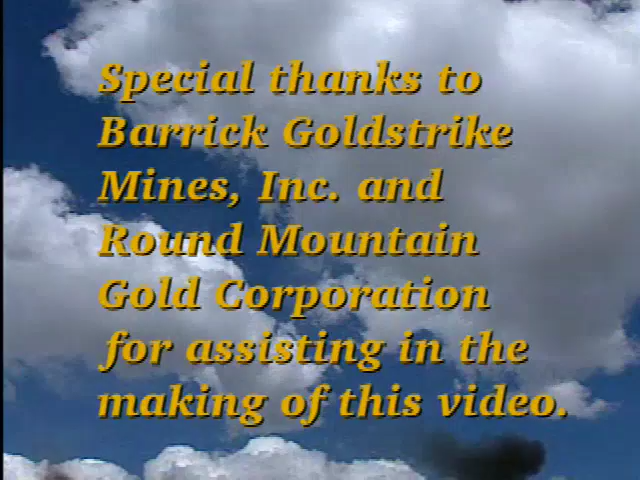 Special thanks to
Barrick Goldstrike
Mines, Inc. and
Round Mountain
Gold Corporation
for assisting in the
making of this video.